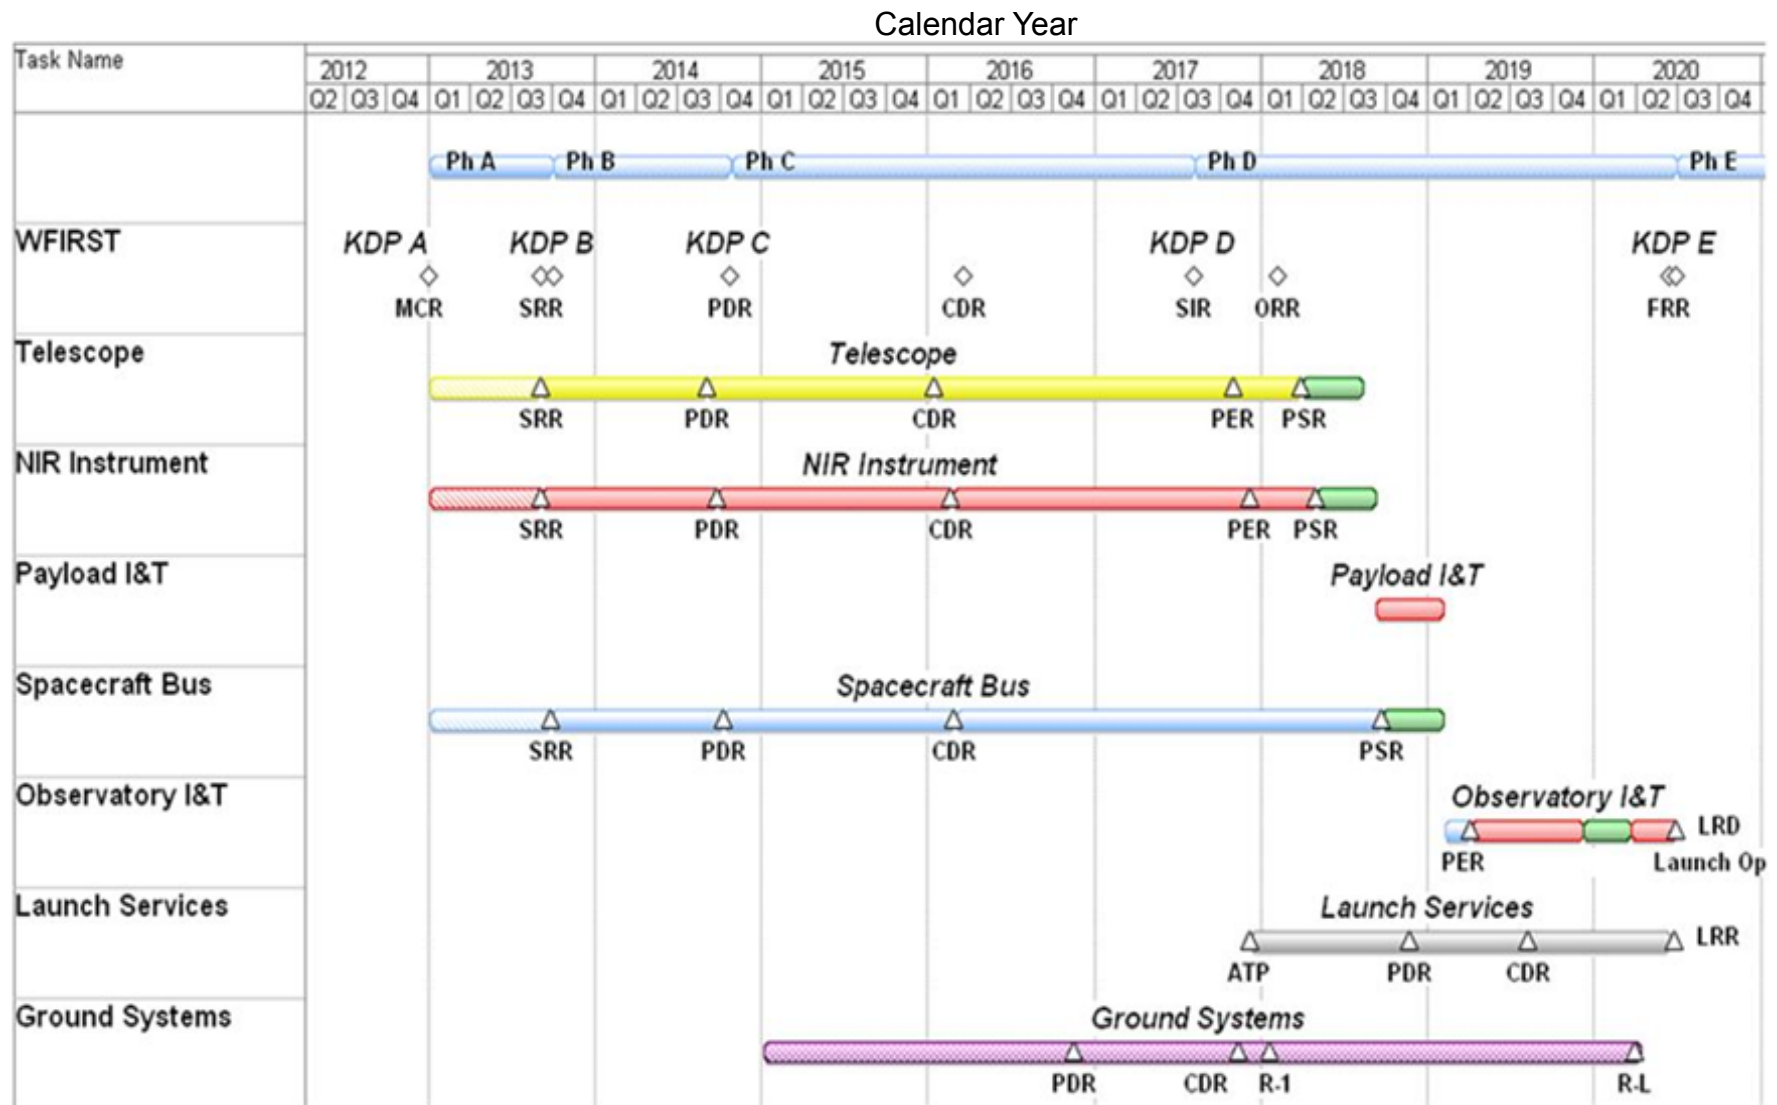 Calendar Year
Task Name
2012 2013 2014 2015 2016 2017 2018 2019 2020
Q2 Q3 Q4 Q1 Q2 Q3 Q4 Q1 Q2 Q3 Q4 Q1 Q2 Q3 Q4 Q1 Q2 Q3 Q4 Q1 Q2 Q3 Q4 Q1 Q2 Q3 Q4 Q1 Q2 Q3 Q4 Q1 Q2 Q3 Q4
Ph A Ph B Ph C Ph D Ph E
WFIRST KDP A KDP B KDP C KDP D KDP E
MCR SRR PDR CDR SIR ORR FRR
Telescope Telescope
SRR PDR CDR PER PSR
NIR Instrument NIR Instrument
SRR PDR CDR PER PSR
Payload I&T Payload I&T
Spacecraft Bus Spacecraft Bus
SRR PDR CDR PSR
Observatory I&T Observatory I&T
LRD
PER Launch Op
Launch Services Launch Services
LRR
ATP PDR CDR
Ground Systems Ground Systems
PDR CDR R-1 R-L